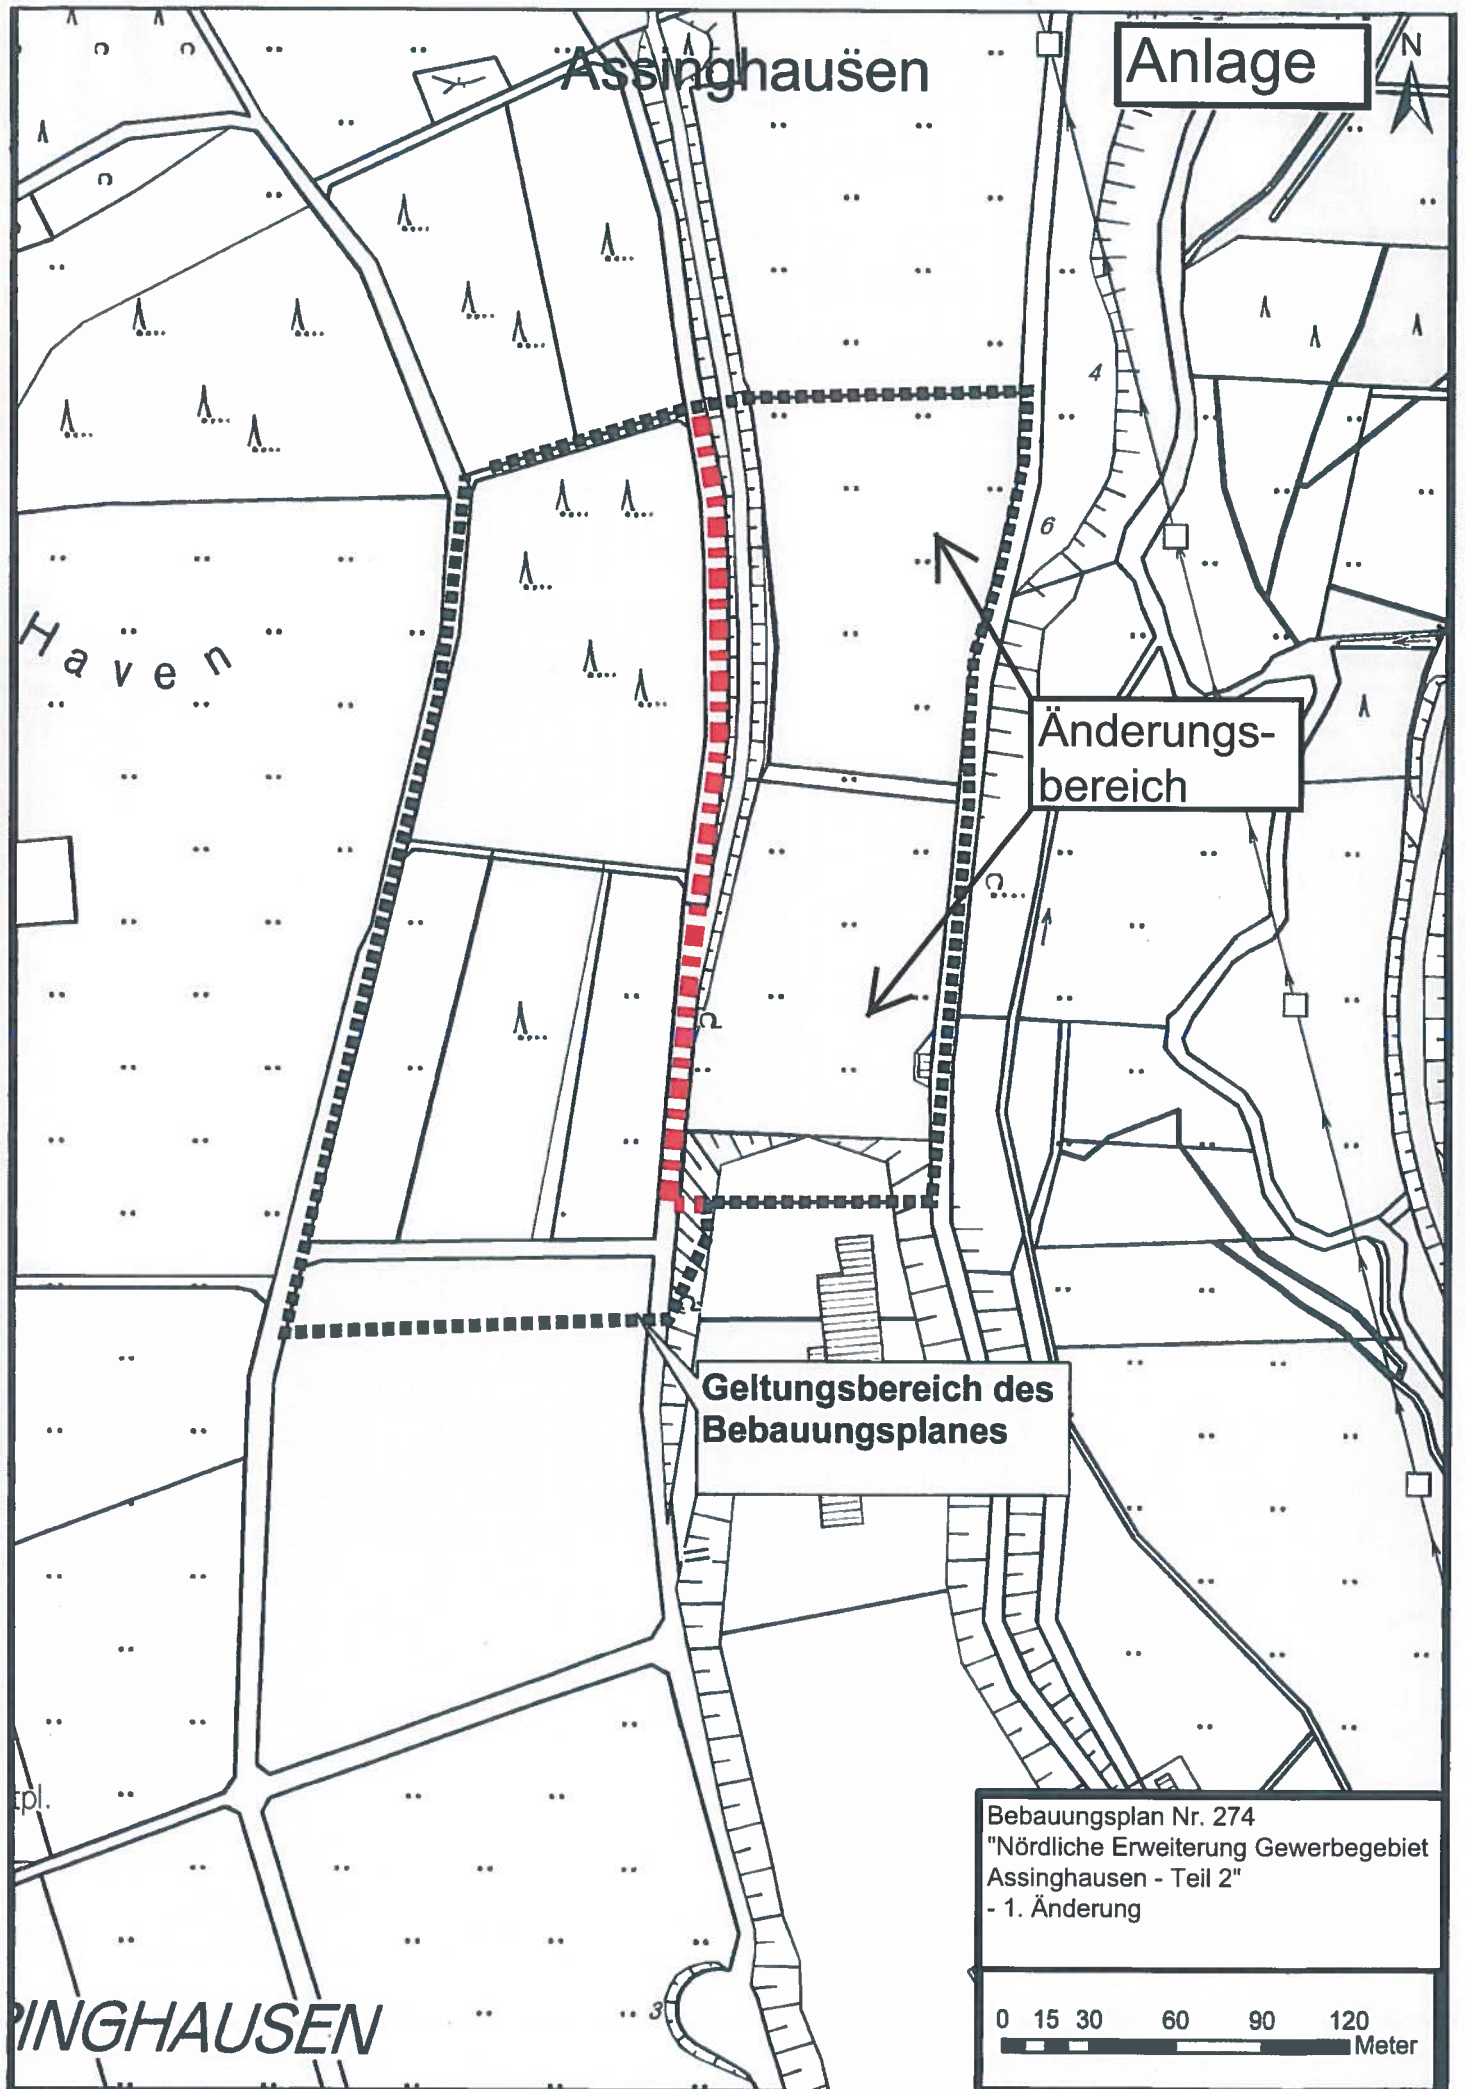 Assinghausen
Anlage
N
4
6
Haven
Änderungs-
bereich
Geltungsbereich des
Bebauungsplanes
tpl.
Bebauungsplan Nr. 274
"Nördliche Erweiterung Gewerbegebiet
Assinghausen - Teil 2"
- 1. Änderung
INGHAUSEN
3
0 15 30 60 90 120
Meter